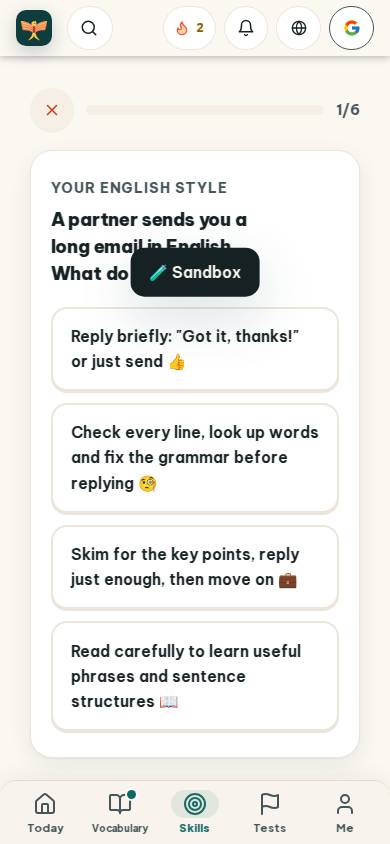 2
1/6
YOUR ENGLISH STYLE
A partner sends you a
long email in English.
What do
🧪 Sandbox
Reply briefly: "Got it, thanks!"
or just send 👍
Check every line, look up words
and fix the grammar before
replying 🧐
Skim for the key points, reply
just enough, then move on 💼
Read carefully to learn useful
phrases and sentence
structures 📖
Today
Vocabulary
Skills
Tests
Me